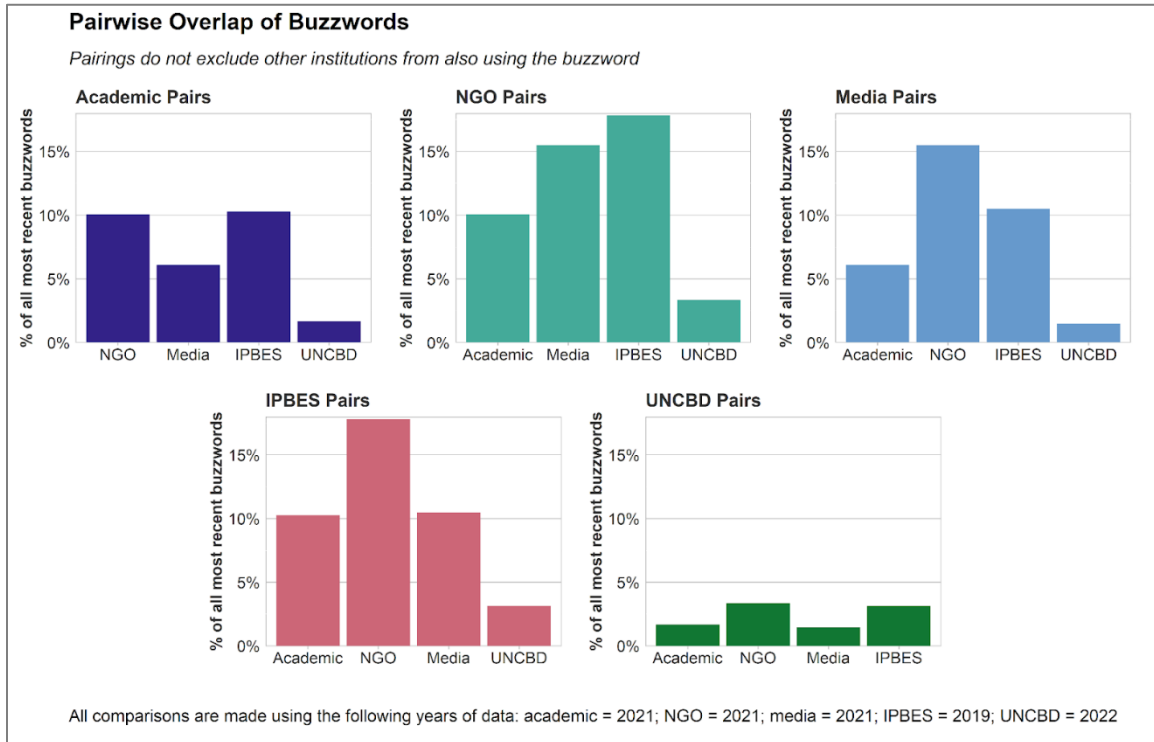 Pairwise Overlap of Buzzwords
Pairings do not exclude other institutions from also using the buzzword
Academic Pairs
% of all most recent buzzwords
15%
10%
5%
0%
NGO Media IPBES UNCBD
NGO Pairs
% of all most recent buzzwords
15%
10%
5%
0%
Academic Media IPBES UNCBD
Media Pairs
% of all most recent buzzwords
15%
10%
5%
0%
Academic NGO IPBES UNCBD
IPBES Pairs
% of all most recent buzzwords
15%
10%
5%
0%
Academic NGO Media UNCBD
UNCBD Pairs
% of all most recent buzzwords
15%
10%
5%
0%
Academic NGO Media IPBES
All comparisons are made using the following years of data: academic = 2021; NGO = 2021; media = 2021; IPBES = 2019; UNCBD = 2022